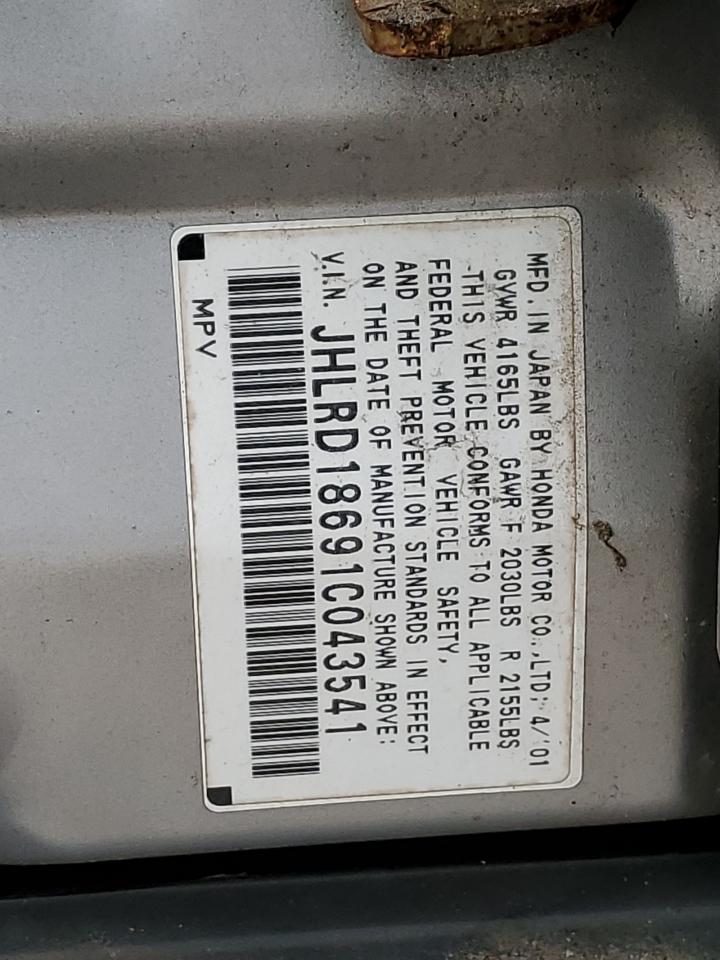 MFD. IN JAPAN BY HONDA MOTOR CO.,LTD; 4/'01
GVWR 4165LBS GAWR F 2030LBS R 2155LBS
THIS VEHICLE CONFORMS TO ALL APPLICABLE
FEDERAL MOTOR VEHICLE SAFETY,
AND THEFT PREVENTION STANDARDS IN EFFECT
ON THE DATE OF MANUFACTURE SHOWN ABOVE:
V.I.N. JHLRD18691C043541
MPV